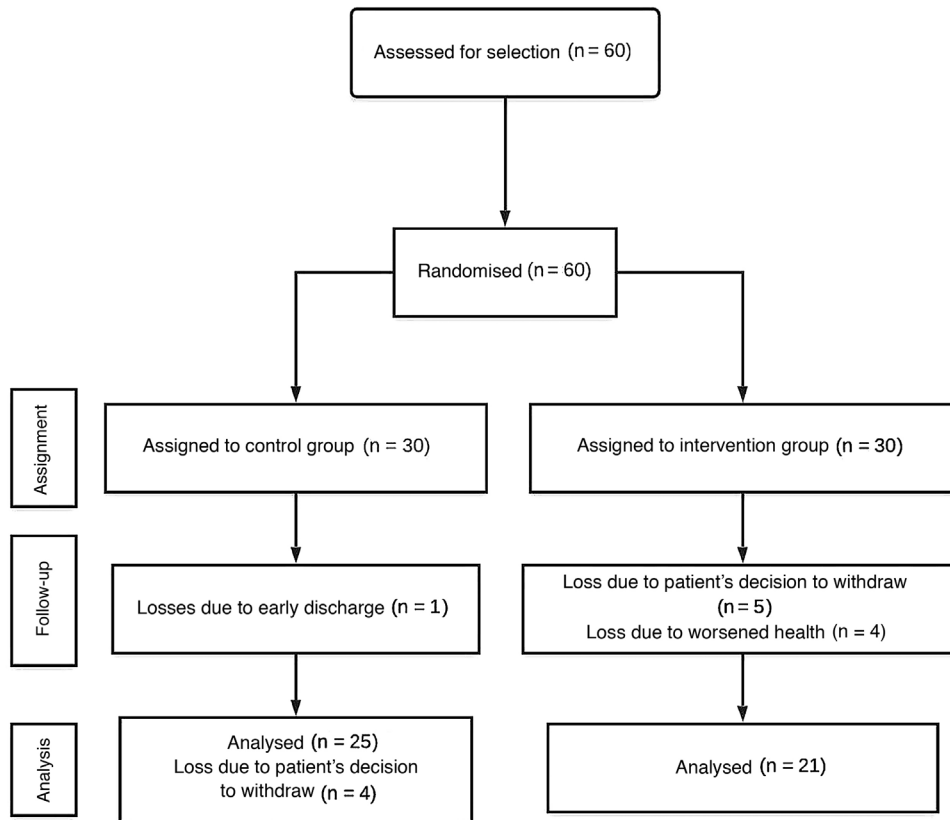 Assessed for selection (n = 60)
Randomised (n = 60)
Assignment
Assigned to control group (n = 30)
Assigned to intervention group (n = 30)
Follow-up
Losses due to early discharge (n = 1)
Loss due to patient's decision to withdraw
(n = 5)
Loss due to worsened health (n = 4)
Analysis
Analysed (n = 25)
Loss due to patient's decision
to withdraw (n = 4)
Analysed (n = 21)